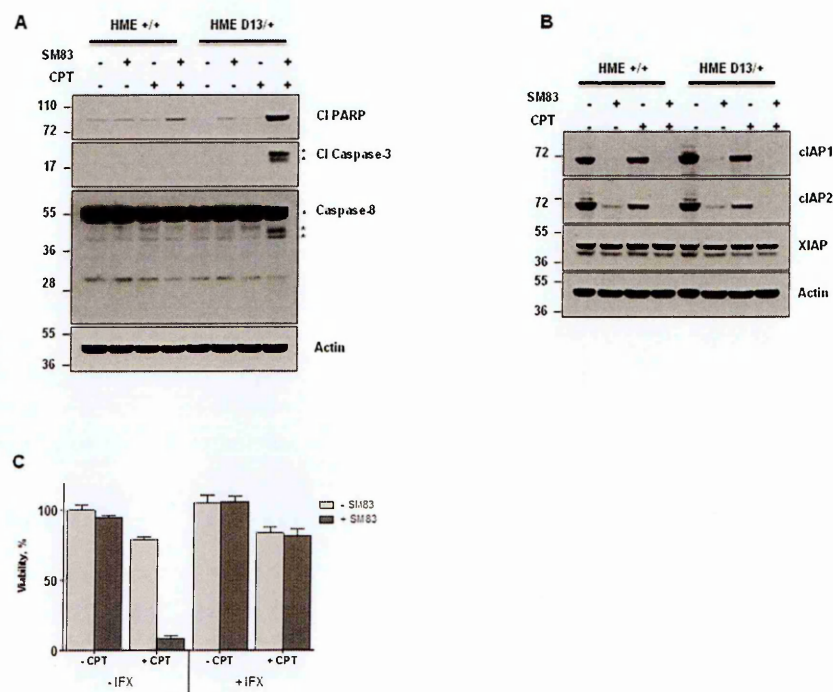 A
HME +/+ HME D13/+
SM83 - + - + - + - +
CPT - - + + - - + +
110
72
Cl PARP
17
Cl Caspase-3
55
36
28
Caspase-8
55
36
Actin
B
HME +/+ HME D13/+
SM83 - + - + - + - +
CPT - - + + - - + +
72
cIAP1
72
cIAP2
55
36
XIAP
55
36
Actin
C
Viability, %
100
50
0
- SM83
+ SM83
- CPT + CPT - CPT + CPT
- IFX + IFX